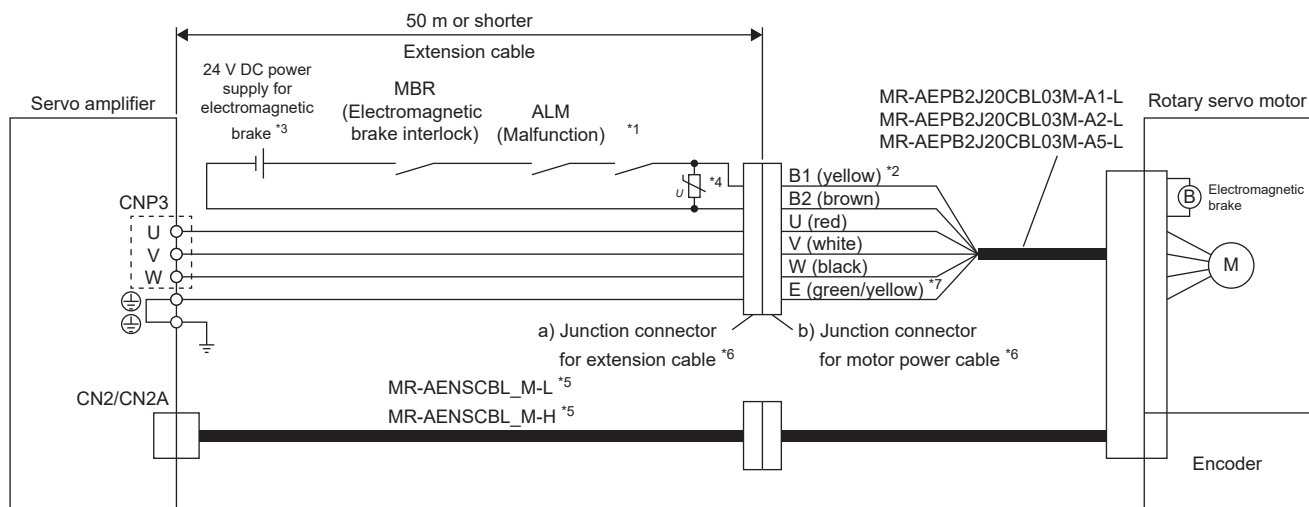 50 m or shorter
Extension cable
24 V DC power
supply for
electromagnetic
brake *3
MBR
(Electromagnetic
brake interlock)
ALM
(Malfunction)
*1
MR-AEPB2J20CBL03M-A1-L
MR-AEPB2J20CBL03M-A2-L
MR-AEPB2J20CBL03M-A5-L
Servo amplifier
Rotary servo motor
U
*4
B1 (yellow) *2
B2 (brown)
U (red)
V (white)
W (black)
E (green/yellow) *7
B
Electromagnetic
brake
M
CNP3
U
V
W
a) Junction connector
for extension cable *6
b) Junction connector
for motor power cable *6
CN2/CN2A
MR-AENSCBL_M-L *5
MR-AENSCBL_M-H *5
Encoder